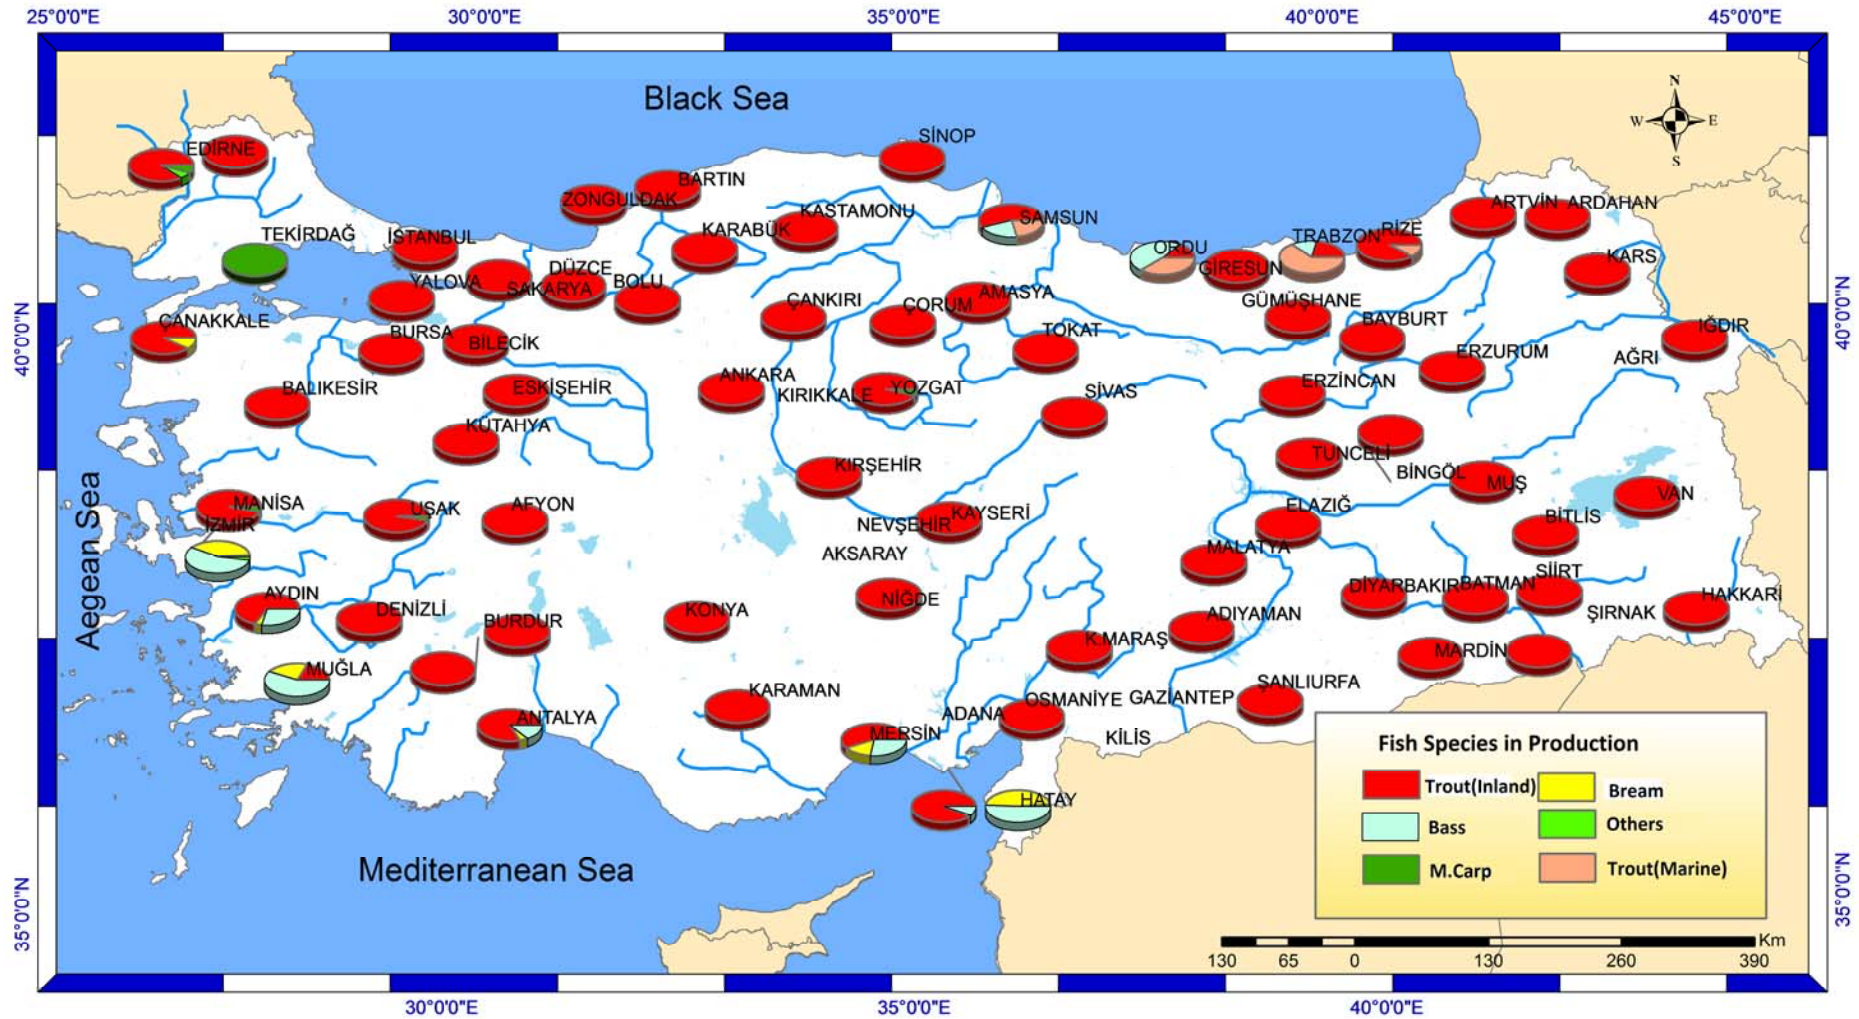 25°0'0"E 30°0'0"E 35°0'0"E 40°0'0"E 45°0'0"E
Black Sea
N
W E
S
SİNOP
EDİRNE
BARTIN
ZONGULDAK
KASTAMONU
SAMSUN
ARTVİN ARDAHAN
TEKİRDAĞ
İSTANBUL
KARABÜK
ORDU
TRABZON
RİZE
KARS
YALOVA
DÜZCE
SAKARYA
BOLU
GİRESUN
ÇANAKKALE
ÇANKIRI
ÇORUM
AMASYA
GÜMÜŞHANE
BAYBURT
IĞDIR
BURSA
BİLECİK
TOKAT
ERZURUM
AĞRI
40°0'0"N
40°0'0"N
BALIKESİR
ESKİŞEHİR
ANKARA
KIRIKKALE
YOZGAT
SİVAS
ERZİNCAN
KÜTAHYA
KIRŞEHİR
TUNCELİ
BİNGÖL
MUŞ
VAN
Aegean Sea
MANİSA
UŞAK
AFYON
İZMİR
NEVŞEHİR
KAYSERİ
ELAZIĞ
BİTLİS
AKSARAY
MALATYA
AYDIN
DENİZLİ
BURDUR
KONYA
NİĞDE
DİYARBAKIR
BATMAN
SİİRT
HAKKARİ
ŞIRNAK
K.MARAŞ
ADIYAMAN
MARDİN
MUĞLA
ANTALYA
KARAMAN
MERSİN
ADANA
OSMANİYE
GAZİANTEP
ŞANLIURFA
KİLİS
HATAY
Mediterranean Sea
Fish Species in Production
Trout(Inland) Bream
Bass Others
M.Carp Trout(Marine)
35°0'0"N
35°0'0"N
Km
130 65 0 130 260 390
30°0'0"E 35°0'0"E 40°0'0"E